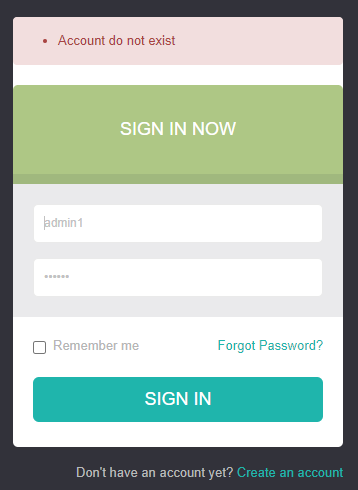 Account do not exist
SIGN IN NOW
admin1
••••••
Remember me
Forgot Password?
SIGN IN
Don't have an account yet? Create an account